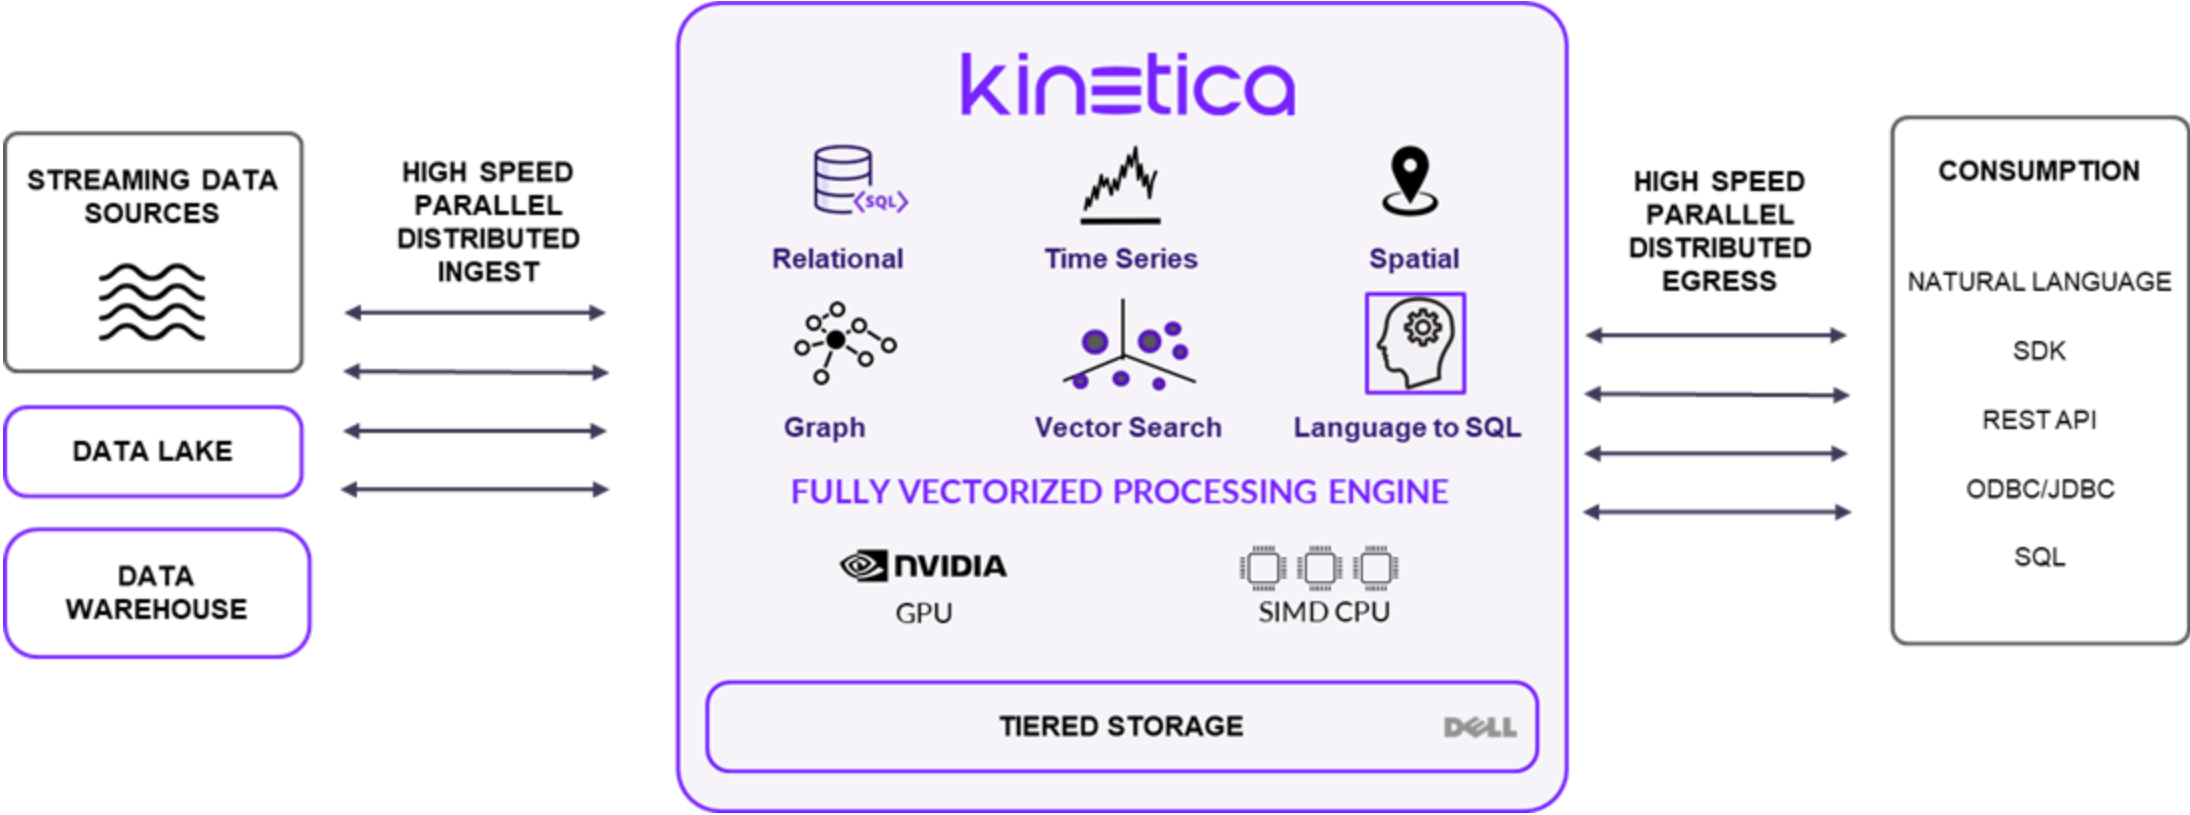 STREAMING DATA
SOURCES
DATA LAKE
DATA
WAREHOUSE
HIGH SPEED
PARALLEL
DISTRIBUTED
INGEST
kinetica
<SQL>
Relational
Time Series
Spatial
Graph
Vector Search
Language to SQL
FULLY VECTORIZED PROCESSING ENGINE
NVIDIA
GPU
SIMD CPU
TIERED STORAGE
DELL
HIGH SPEED
PARALLEL
DISTRIBUTED
EGRESS
CONSUMPTION
NATURAL LANGUAGE
SDK
REST API
ODBC/JDBC
SQL